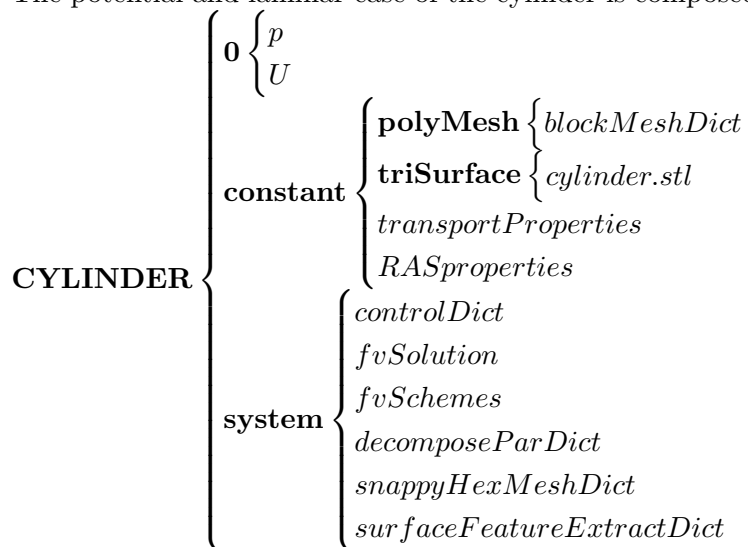 The potential and laminar case of the cylinder is compose
0 { p
U
polyMesh { blockMeshDict
triSurface { cylinder.stl
constant {
transportProperties
RASproperties
CYLINDER {
controlDict
fvSolution
fvSchemes
system {
decomposeParDict
snappyHexMeshDict
surfaceFeatureExtractDict